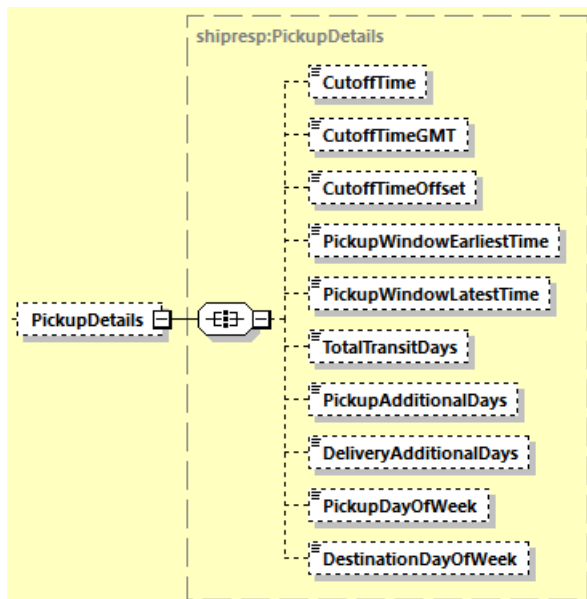 shipresp:PickupDetails
CutoffTime
CutoffTimeGMT
CutoffTimeOffset
PickupWindowEarliestTime
PickupWindowLatestTime
PickupDetails
TotalTransitDays
PickupAdditionalDays
DeliveryAdditionalDays
PickupDayOfWeek
DestinationDayOfWeek